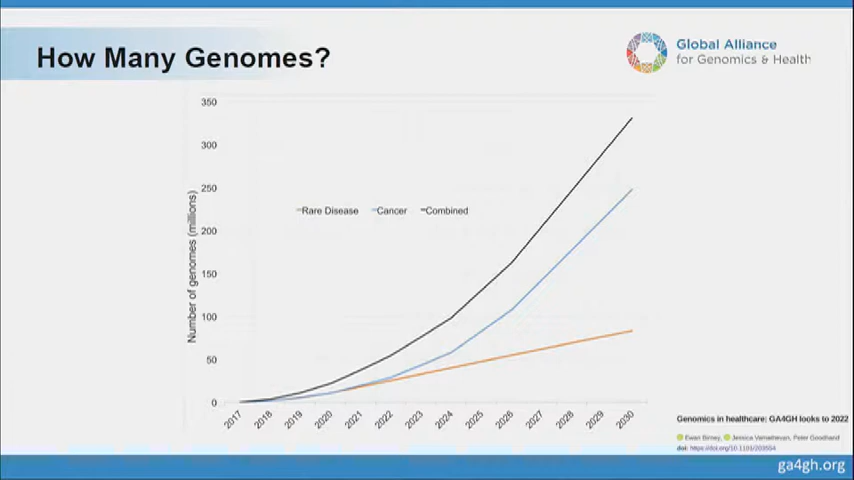 How Many Genomes?
Global Alliance
for Genomics & Health
350
300
250
200
150
100
50
0
Number of genomes (millions)
Rare Disease
Cancer
Combined
2017
2018
2019
2020
2021
2022
2023
2024
2025
2026
2027
2028
2029
2030
Genomics in healthcare: GA4GH looks to 2022
Ewan Birney, Jessica Vamathevan, Peter Goodhand
doi: https://doi.org/10.1101/203554
ga4gh.org